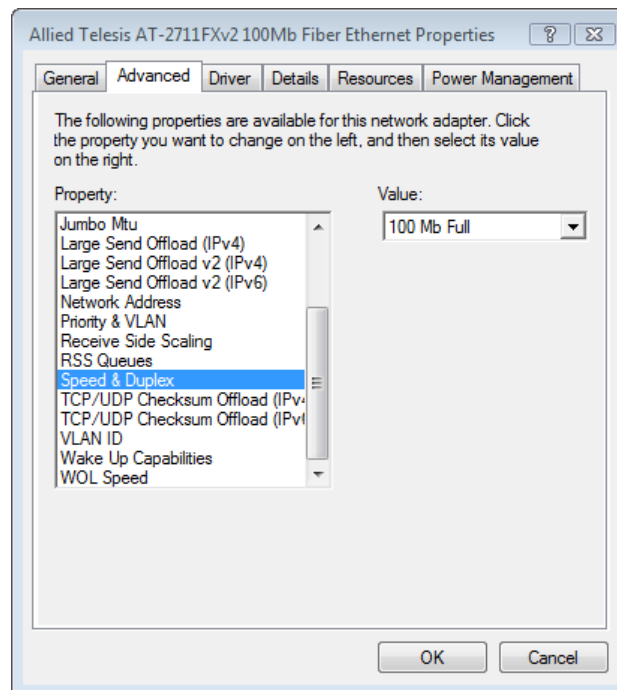 Allied Telesis AT-2711FXv2 100Mb Fiber Ethernet Properties
General Advanced Driver Details Resources Power Management
The following properties are available for this network adapter. Click
the property you want to change on the left, and then select its value
on the right.
Property:
Value:
Jumbo Mtu
Large Send Offload (IPv4)
Large Send Offload v2 (IPv4)
Large Send Offload v2 (IPv6)
Network Address
Priority & VLAN
Receive Side Scaling
RSS Queues
Speed & Duplex
TCP/UDP Checksum Offload (IPv4
TCP/UDP Checksum Offload (IPv6
VLAN ID
Wake Up Capabilities
WOL Speed
100 Mb Full
OK
Cancel